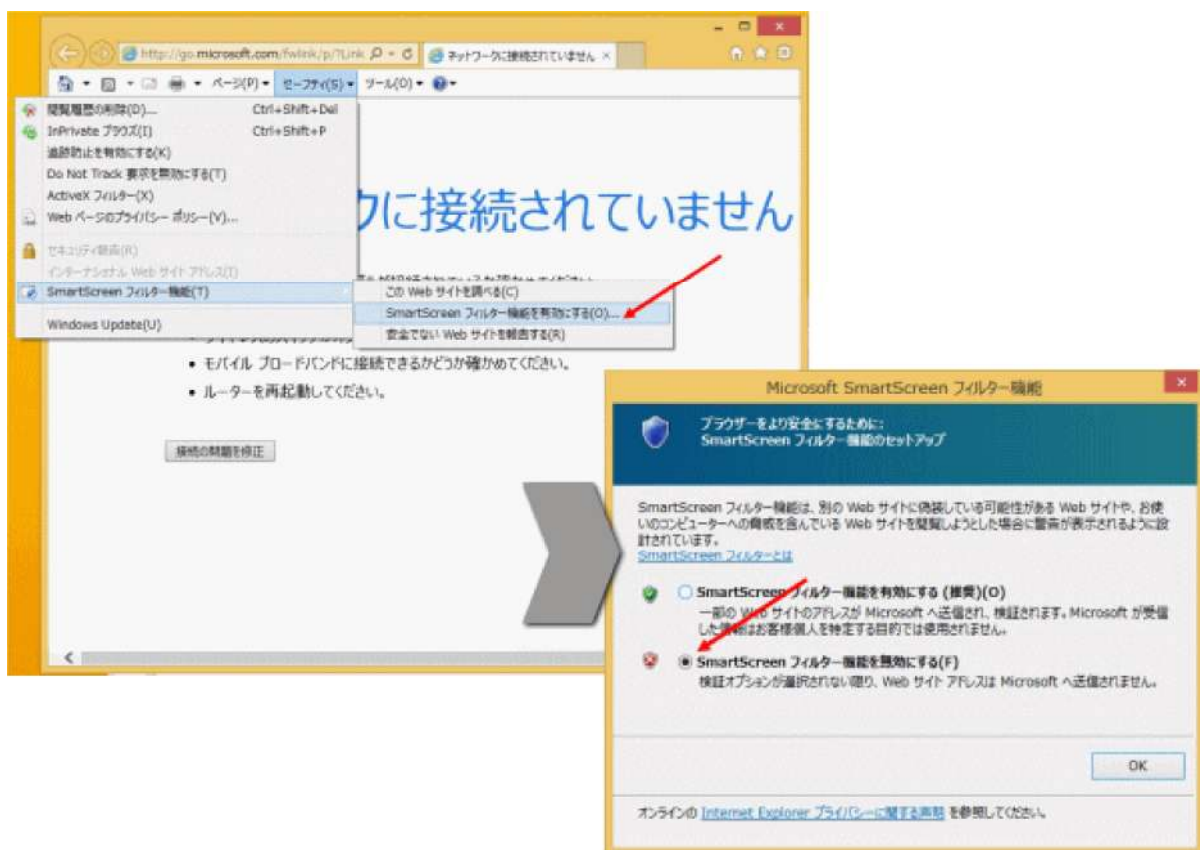 http://go.microsoft.com/fwlink/p/?Link
ネットワークに接続されていません
ページ(P)
セーフティ(S)
ツール(O)
閲覧履歴の削除(D)... Ctrl+Shift+Del
InPrivate ブラウズ(I) Ctrl+Shift+P
追跡防止を有効にする(K)
Do Not Track 要求を無効にする(T)
ActiveX フィルター(X)
Web ページのプライバシー ポリシー(V)...
セキュリティ報告(R)
インターナショナル Web サイト アドレス(I)
SmartScreen フィルター機能(T)
Windows Update(U)
クに接続されていません
この Web サイトを調べる(C)
SmartScreen フィルター機能を有効にする(O)...
安全でない Web サイトを報告する(R)
• モバイル ブロードバンドに接続できるかどうか確かめてください。
• ルーターを再起動してください。
接続の問題を修正
Microsoft SmartScreen フィルター機能
ブラウザーをより安全にするために:
SmartScreen フィルター機能のセットアップ
SmartScreen フィルター機能は、別の Web サイトに偽装している可能性がある Web サイトや、お使
いのコンピューターへの脅威を含んでいる Web サイトを閲覧しようとした場合に警告が表示されるように設
計されています。
SmartScreen フィルターとは
SmartScreen フィルター機能を有効にする (推奨)(O)
一部の Web サイトのアドレスが Microsoft へ送信され、検証されます。Microsoft が受信
した情報はお客様個人を特定する目的では使用されません。
SmartScreen フィルター機能を無効にする(F)
検証オプションが選択されない限り、Web サイト アドレスは Microsoft へ送信されません。
OK
オンラインの Internet Explorer プライバシーに関する声明 を参照してください。